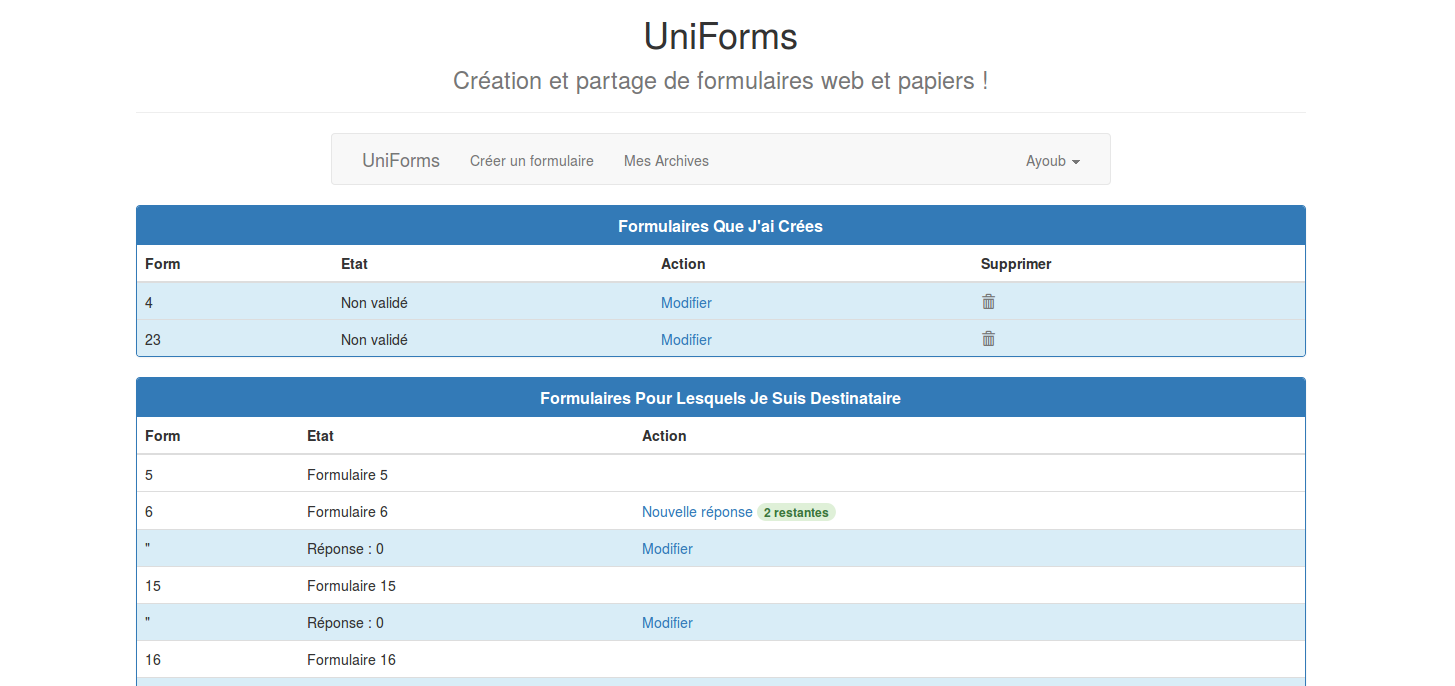 UniForms
Création et partage de formulaires web et papiers !
UniForms Créer un formulaire Mes Archives Ayoub
Formulaires Que J'ai Crées
Form Etat Action Supprimer
4 Non validé Modifier
23 Non validé Modifier
Formulaires Pour Lesquels Je Suis Destinataire
Form Etat Action
5 Formulaire 5
6 Formulaire 6 Nouvelle réponse 2 restantes
" Réponse : 0 Modifier
15 Formulaire 15
" Réponse : 0 Modifier
16 Formulaire 16